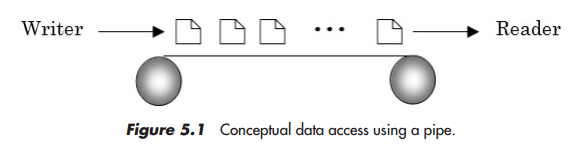 Writer
Reader
Figure 5.1 Conceptual data access using a pipe.